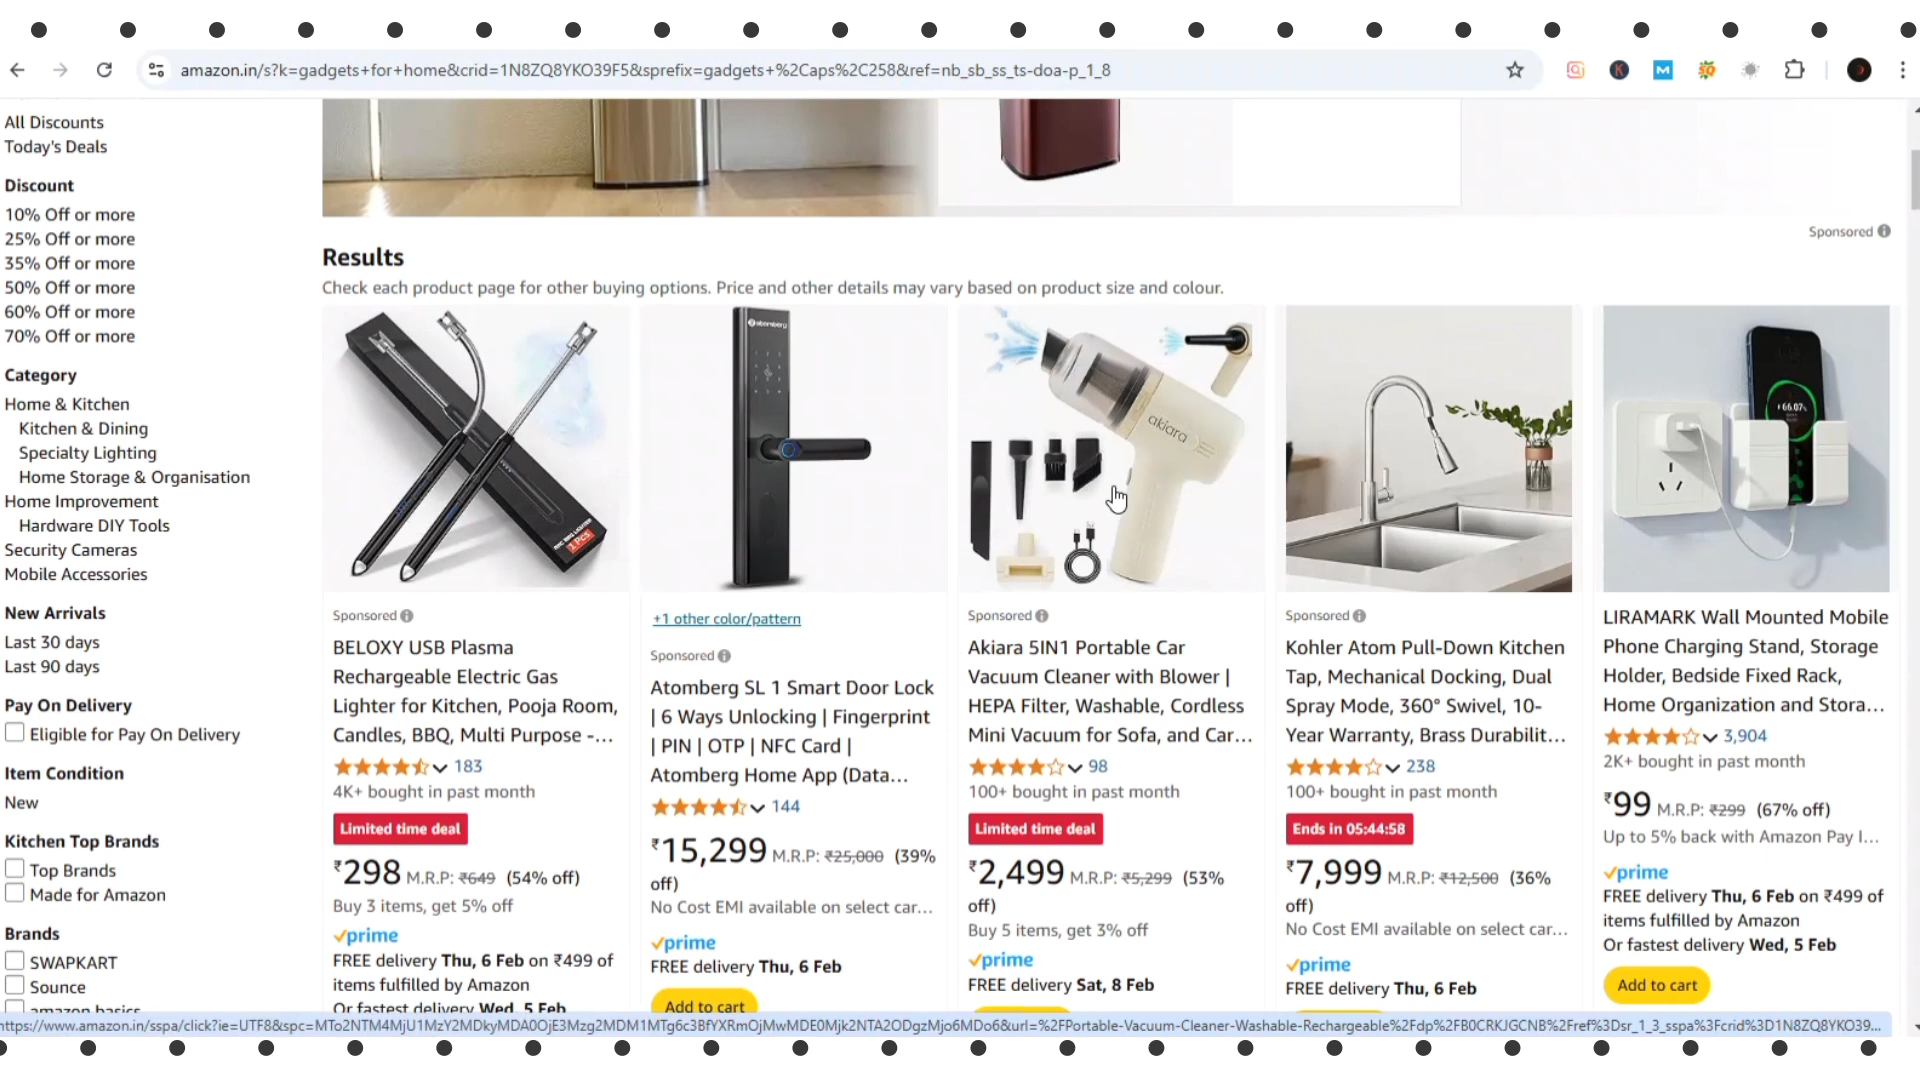 amazon.in/s?k=gadgets+for+home&crid=1N8ZQ8YKO39F5&sprefix=gadgets+%2Caps%2C258&ref=nb_sb_ss_ts-doa-p_1_8
All Discounts
Today's Deals
Discount
10% Off or more
25% Off or more
35% Off or more
50% Off or more
60% Off or more
70% Off or more
Category
Home & Kitchen
Kitchen & Dining
Specialty Lighting
Home Storage & Organisation
Home Improvement
Hardware DIY Tools
Security Cameras
Mobile Accessories
New Arrivals
Last 30 days
Last 90 days
Pay On Delivery
Eligible for Pay On Delivery
Item Condition
New
Kitchen Top Brands
Top Brands
Made for Amazon
Brands
SWAPKART
Sounce
amazon basics
Sponsored
Results
Check each product page for other buying options. Price and other details may vary based on product size and colour.
1 Pcs
Sponsored
BELOXY USB Plasma
Rechargeable Electric Gas
Lighter for Kitchen, Pooja Room,
Candles, BBQ, Multi Purpose -...
183
4K+ bought in past month
Limited time deal
₹298 M.R.P: ₹649 (54% off)
Buy 3 items, get 5% off
prime
FREE delivery Thu, 6 Feb on ₹499 of
items fulfilled by Amazon
Or fastest delivery Wed, 5 Feb
atomberg
+1 other color/pattern
Sponsored
Atomberg SL 1 Smart Door Lock
| 6 Ways Unlocking | Fingerprint
| PIN | OTP | NFC Card |
Atomberg Home App (Data...
144
₹15,299 M.R.P: ₹25,000 (39%
off)
No Cost EMI available on select car...
prime
FREE delivery Thu, 6 Feb
Add to cart
akiara
Sponsored
Akiara 5IN1 Portable Car
Vacuum Cleaner with Blower |
HEPA Filter, Washable, Cordless
Mini Vacuum for Sofa, and Car...
98
100+ bought in past month
Limited time deal
₹2,499 M.R.P: ₹5,299 (53%
off)
Buy 5 items, get 3% off
prime
FREE delivery Sat, 8 Feb
Sponsored
Kohler Atom Pull-Down Kitchen
Tap, Mechanical Docking, Dual
Spray Mode, 360° Swivel, 10-
Year Warranty, Brass Durabilit...
238
100+ bought in past month
Ends in 05:44:58
₹7,999 M.R.P: ₹12,500 (36%
off)
No Cost EMI available on select car...
prime
FREE delivery Thu, 6 Feb
66.07%
LIRAMARK Wall Mounted Mobile
Phone Charging Stand, Storage
Holder, Bedside Fixed Rack,
Home Organization and Stora...
3,904
2K+ bought in past month
₹99 M.R.P: ₹299 (67% off)
Up to 5% back with Amazon Pay I...
prime
FREE delivery Thu, 6 Feb on ₹499 of
items fulfilled by Amazon
Or fastest delivery Wed, 5 Feb
Add to cart